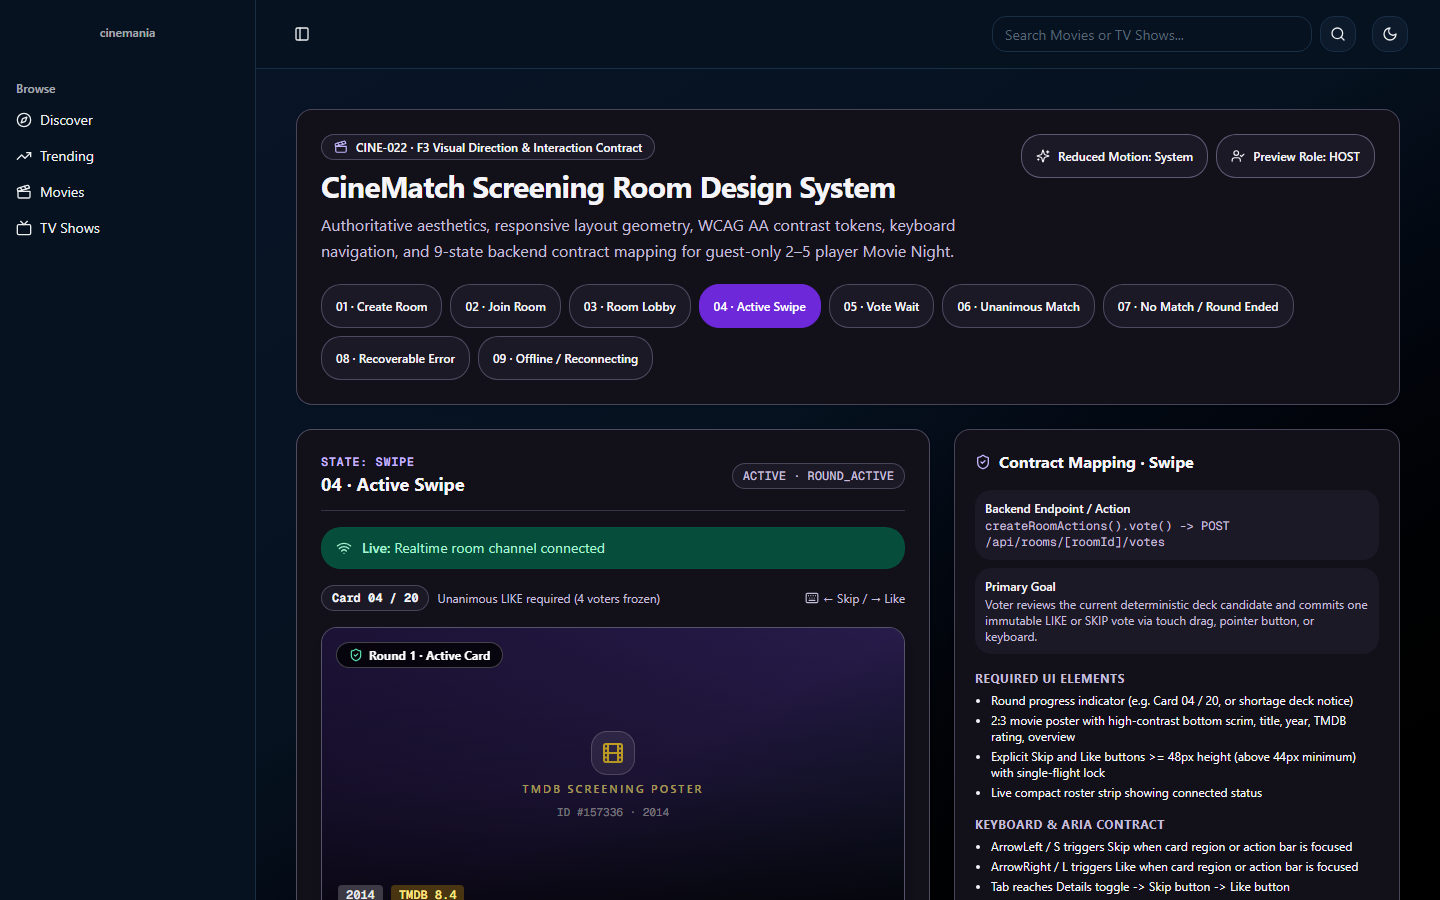 cinemania
Search Movies or TV Shows...
Browse
Discover
Trending
Movies
TV Shows
CINE-022 · F3 Visual Direction & Interaction Contract
Reduced Motion: System
Preview Role: HOST
CineMatch Screening Room Design System
Authoritative aesthetics, responsive layout geometry, WCAG AA contrast tokens, keyboard
navigation, and 9-state backend contract mapping for guest-only 2–5 player Movie Night.
01 · Create Room
02 · Join Room
03 · Room Lobby
04 · Active Swipe
05 · Vote Wait
06 · Unanimous Match
07 · No Match / Round Ended
08 · Recoverable Error
09 · Offline / Reconnecting
STATE: SWIPE
04 · Active Swipe
ACTIVE · ROUND_ACTIVE
Live: Realtime room channel connected
Card 04 / 20
Unanimous LIKE required (4 voters frozen)
← Skip / → Like
Round 1 · Active Card
TMDB SCREENING POSTER
ID #157336 · 2014
2014
TMDB 8.4
Contract Mapping · Swipe
Backend Endpoint / Action
createRoomActions().vote() -> POST
/api/rooms/[roomId]/votes
Primary Goal
Voter reviews the current deterministic deck candidate and commits one
immutable LIKE or SKIP vote via touch drag, pointer button, or
keyboard.
REQUIRED UI ELEMENTS
• Round progress indicator (e.g. Card 04 / 20, or shortage deck notice)
• 2:3 movie poster with high-contrast bottom scrim, title, year, TMDB
rating, overview
• Explicit Skip and Like buttons >= 48px height (above 44px minimum)
with single-flight lock
• Live compact roster strip showing connected status
KEYBOARD & ARIA CONTRACT
• ArrowLeft / S triggers Skip when card region or action bar is focused
• ArrowRight / L triggers Like when card region or action bar is focused
• Tab reaches Details toggle -> Skip button -> Like button